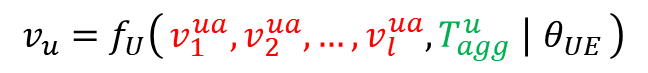 v_u = f_U( v_1^{ua}, v_2^{ua}, …, v_l^{ua}, T_{agg}^u | θ_{UE} )